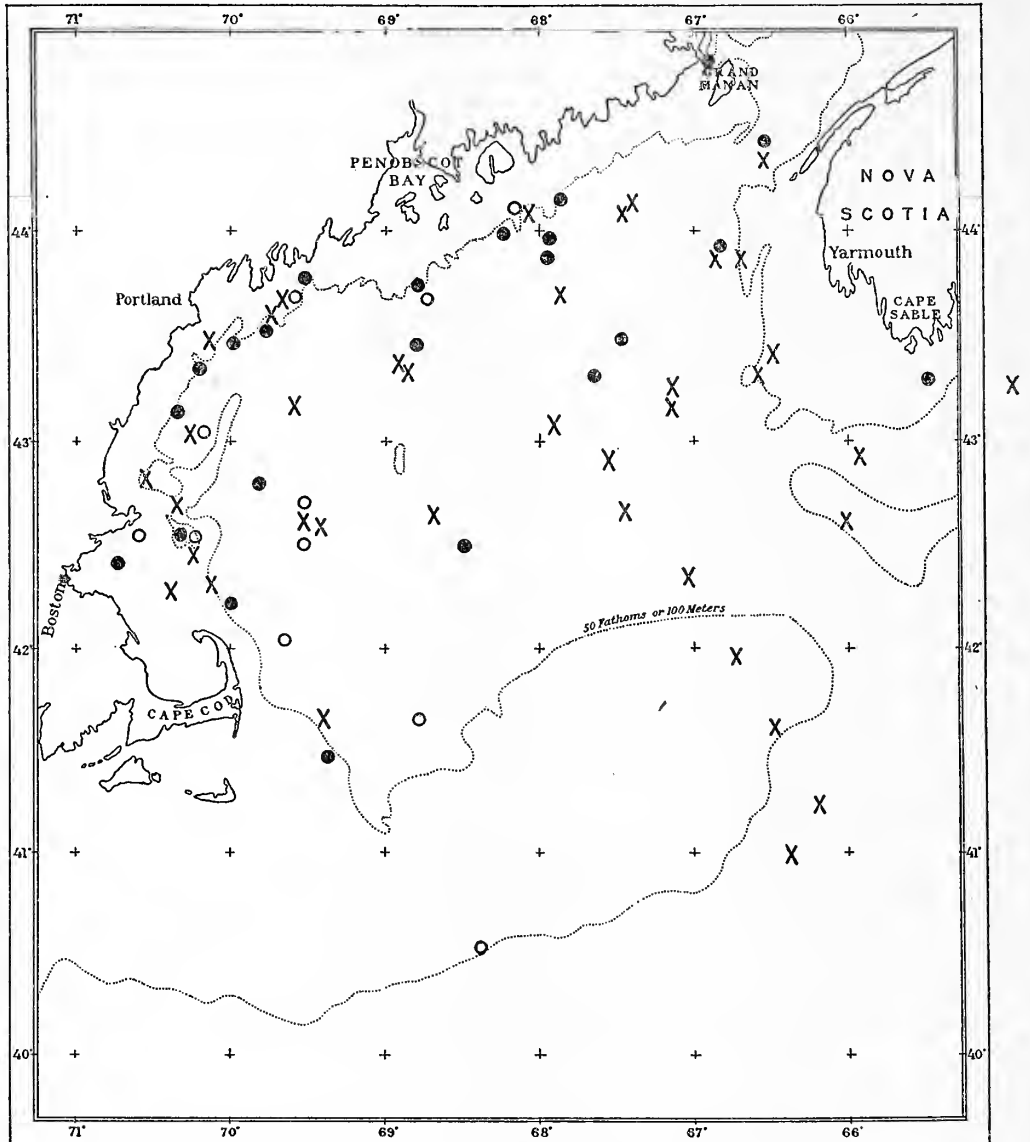 71° 70° 69° 68° 67° 66°
GRAND
MANAN
PENOBSCOT
BAY
NOVA
SCOTIA
44° 44°
Yarmouth
Portland
CAPE
SABLE
43° 43°
Boston
50 Fathoms or 100 Meters
42° 42°
CAPE COD
41° 41°
40° 40°
71° 70° 69° 68° 67° 66°